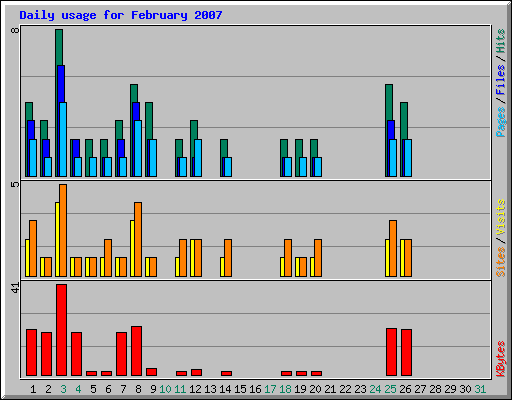 Daily usage for February 2007
8
5
41
Pages / Files / Hits
Sites / Visits
KBytes
1 2 3 4 5 6 7 8 9 10 11 12 13 14 15 16 17 18 19 20 21 22 23 24 25 26 27 28 29 30 31